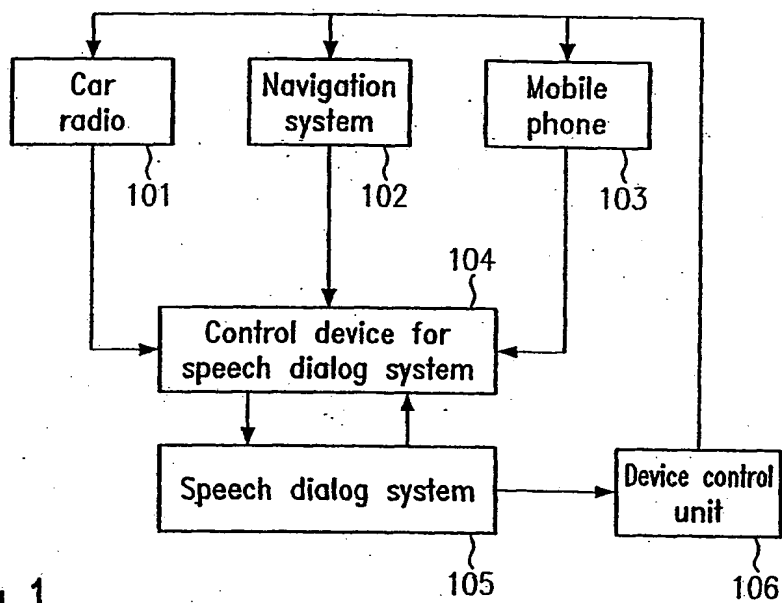 Car
radio
101
Navigation
system
102
Mobile
phone
103
104
Control device for
speech dialog system
Speech dialog system
105
Device control
unit
106
1